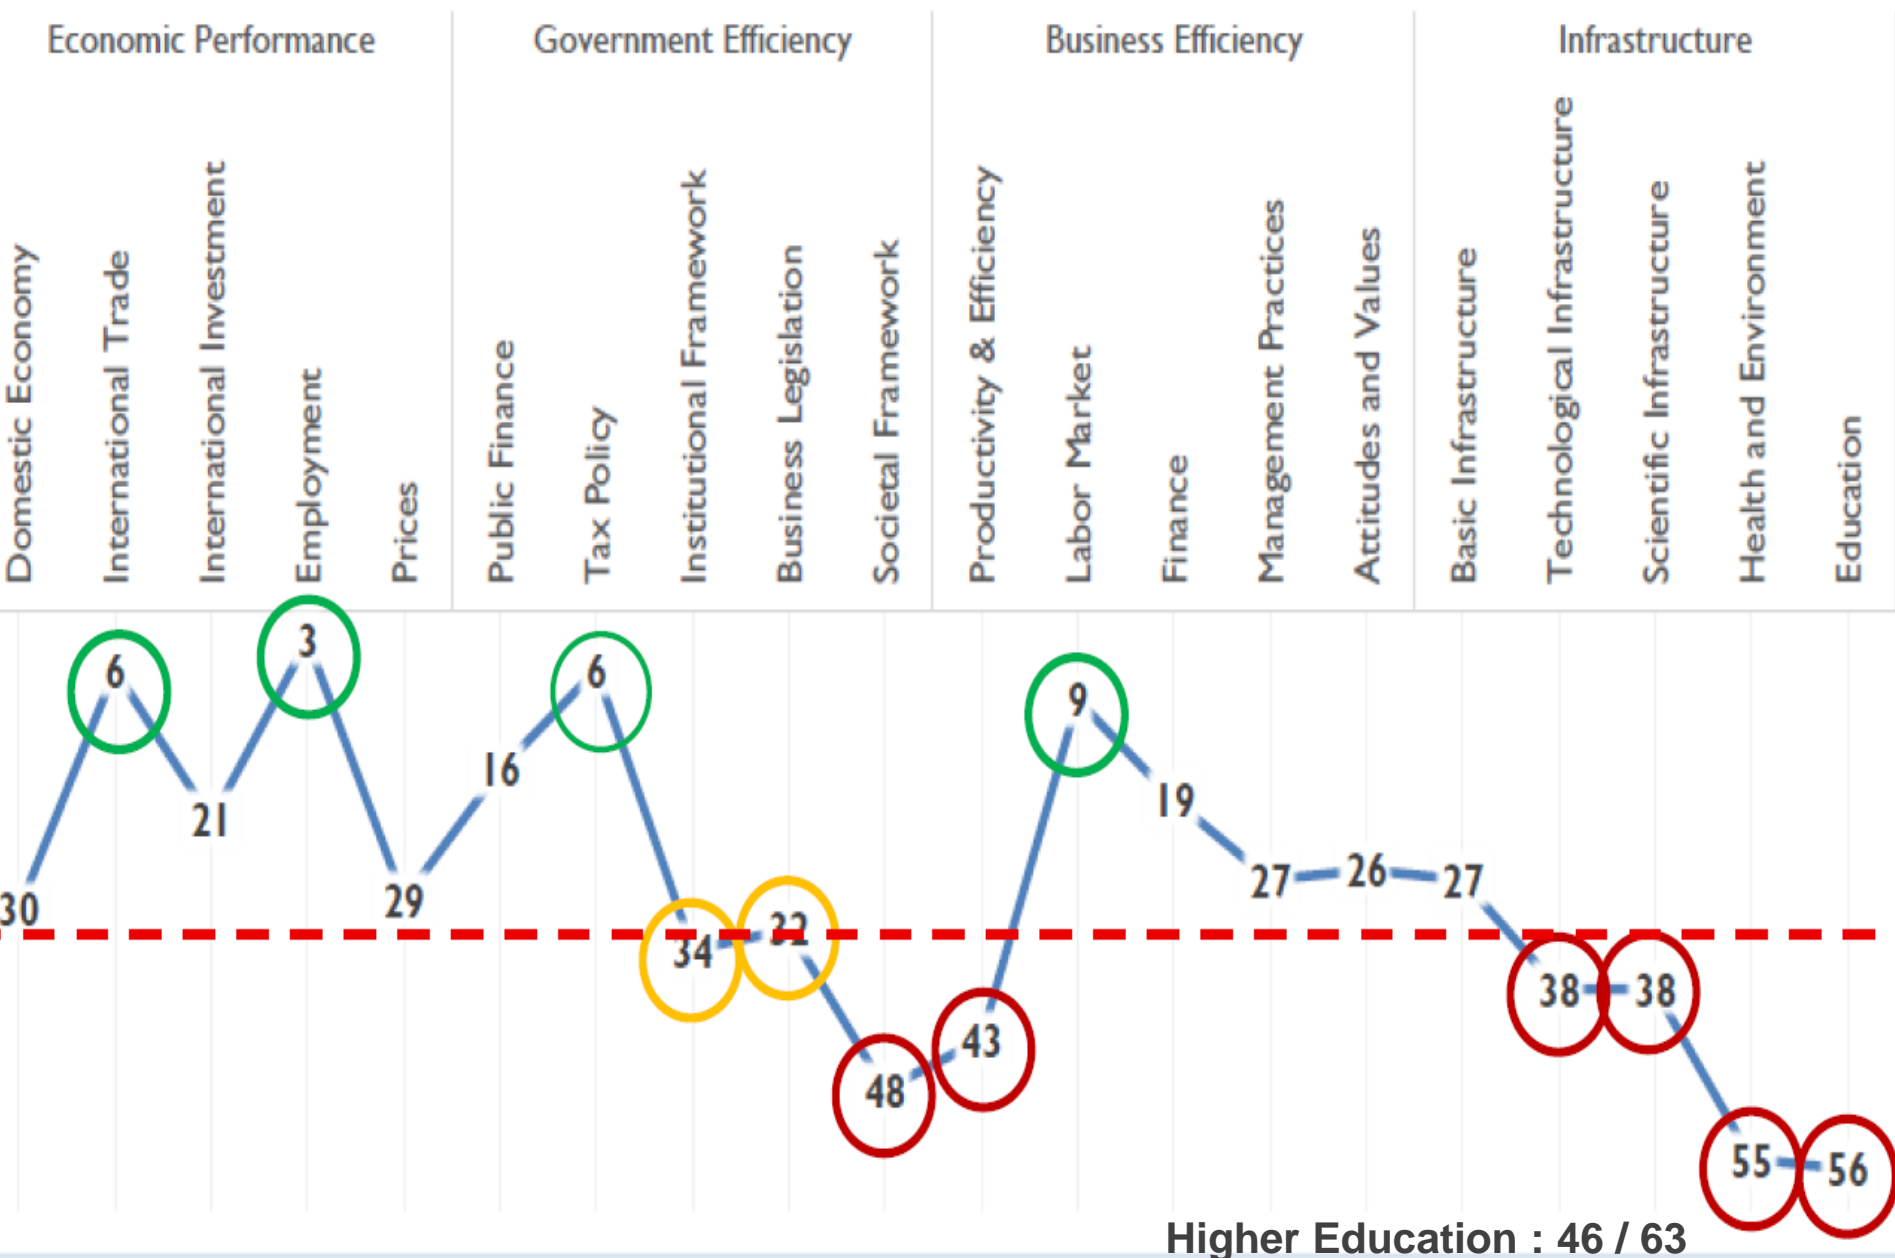 Economic Performance
Government Efficiency
Business Efficiency
Infrastructure
Domestic Economy
International Trade
International Investment
Employment
Prices
Public Finance
Tax Policy
Institutional Framework
Business Legislation
Societal Framework
Productivity & Efficiency
Labor Market
Finance
Management Practices
Attitudes and Values
Basic Infrastructure
Technological Infrastructure
Scientific Infrastructure
Health and Environment
Education
30
6
21
3
29
16
6
34
32
48
43
9
19
27
26
27
38
38
55
56
Higher Education : 46 / 63